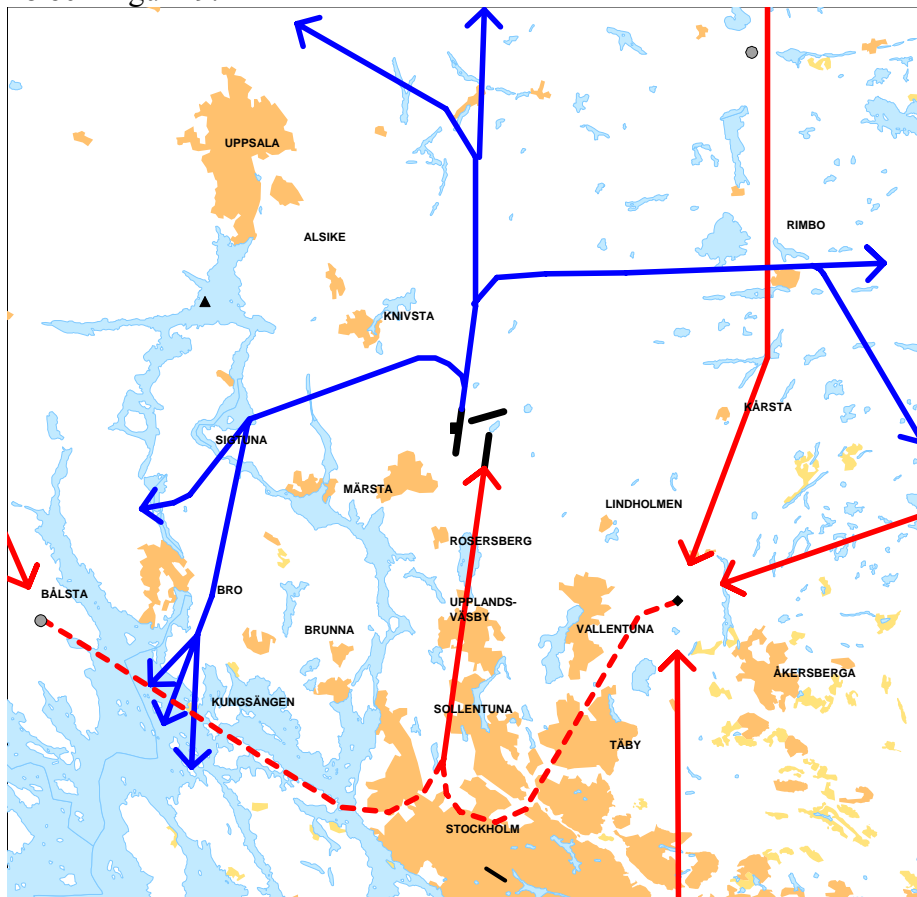 UPPSALA
RIMBO
ALSIKE
KNIVSTA
KÅRSTA
SIGTUNA
MÄRSTA
LINDHOLMEN
ROSERSBERG
BÅLSTA
BRO
UPPLANDS-
VÄSBY
BRUNNA
VALLENTUNA
ÅKERSBERGA
KUNGSÄNGEN
SOLLENTUNA
TÄBY
STOCKHOLM